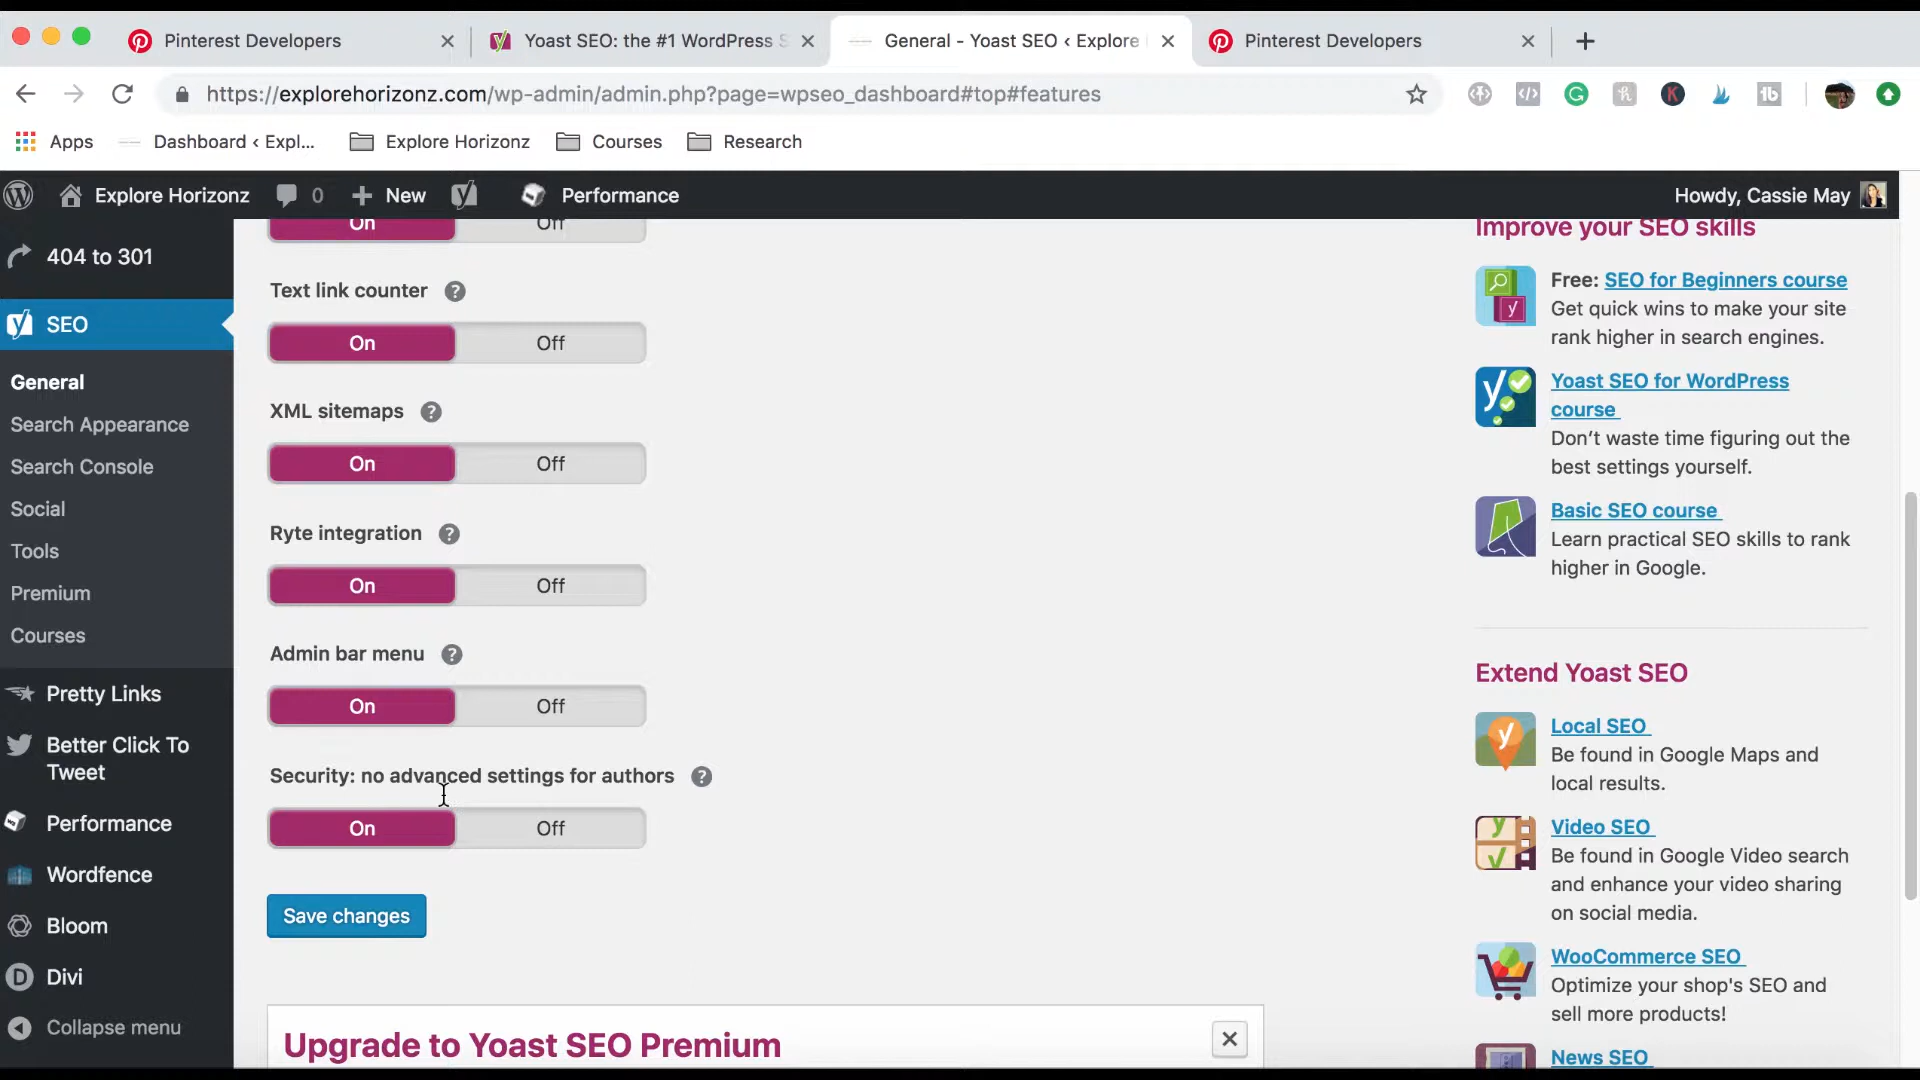 Pinterest Developers
Yoast SEO: the #1 WordPress S
General - Yoast SEO ‹ Explore
Pinterest Developers
https://explorehorizonz.com/wp-admin/admin.php?page=wpseo_dashboard#top#features
Apps
Dashboard ‹ Expl...
Explore Horizonz
Courses
Research
Explore Horizonz
0
New
Performance
Howdy, Cassie May
404 to 301
SEO
General
Search Appearance
Search Console
Social
Tools
Premium
Courses
Pretty Links
Better Click To
Tweet
Performance
Wordfence
Bloom
Divi
Collapse menu
On Off
Text link counter
On Off
XML sitemaps
On Off
Ryte integration
On Off
Admin bar menu
On Off
Security: no advanced settings for authors
On Off
Save changes
Upgrade to Yoast SEO Premium
Improve your SEO skills
Free: SEO for Beginners course
Get quick wins to make your site
rank higher in search engines.
Yoast SEO for WordPress
course
Don’t waste time figuring out the
best settings yourself.
Basic SEO course
Learn practical SEO skills to rank
higher in Google.
Extend Yoast SEO
Local SEO
Be found in Google Maps and
local results.
Video SEO
Be found in Google Video search
and enhance your video sharing
on social media.
WooCommerce SEO
Optimize your shop's SEO and
sell more products!
News SEO